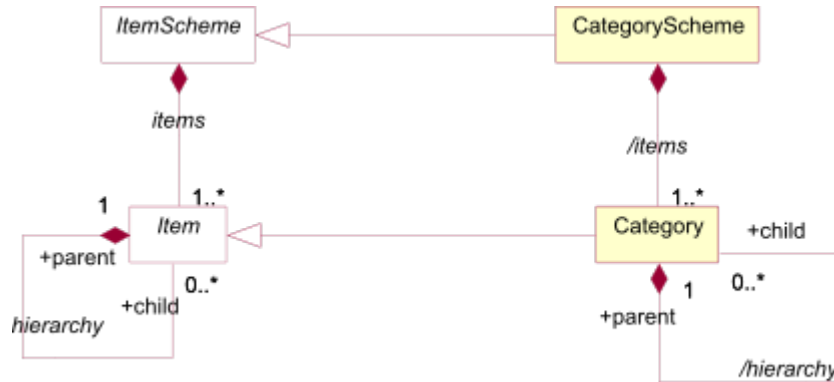 ItemScheme
CategoryScheme
items
/items
1..*
1..*
1
Item
Category
+child
+parent
0..*
1
0..*
+child
+parent
hierarchy
/hierarchy